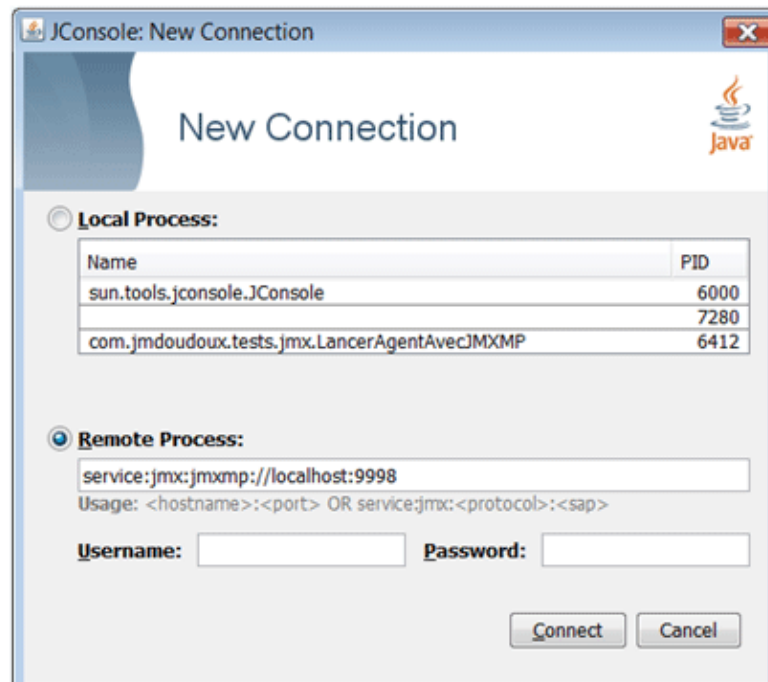 JConsole: New Connection
New Connection
Java
Local Process:
Name PID
sun.tools.jconsole.JConsole 6000
7280
com.jmdoudoux.tests.jmx.LancerAgentAvecJMXMP 6412
Remote Process:
service:jmx:jmxmp://localhost:9998
Usage: <hostname>:<port> OR service:jmx:<protocol>:<sap>
Username: Password:
Connect Cancel